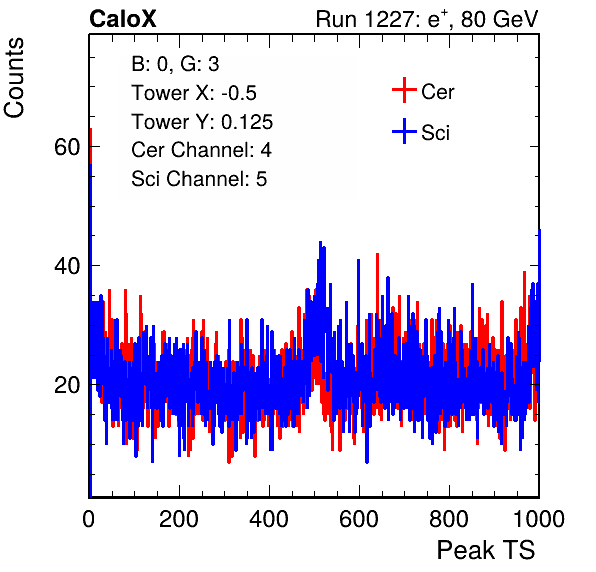 CaloX
Run 1227: e+, 80 GeV
Counts
B: 0, G: 3
Tower X: -0.5
Tower Y: 0.125
Cer Channel: 4
Sci Channel: 5
Cer
Sci
60
40
20
0 200 400 600 800 1000
Peak TS